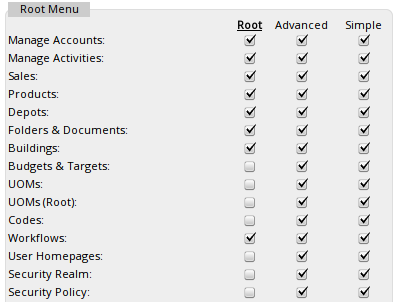 Root Menu
Root Advanced Simple
Manage Accounts:
Manage Activities:
Sales:
Products:
Depots:
Folders & Documents:
Buildings:
Budgets & Targets:
UOMs:
UOMs (Root):
Codes:
Workflows:
User Homepages:
Security Realm:
Security Policy: